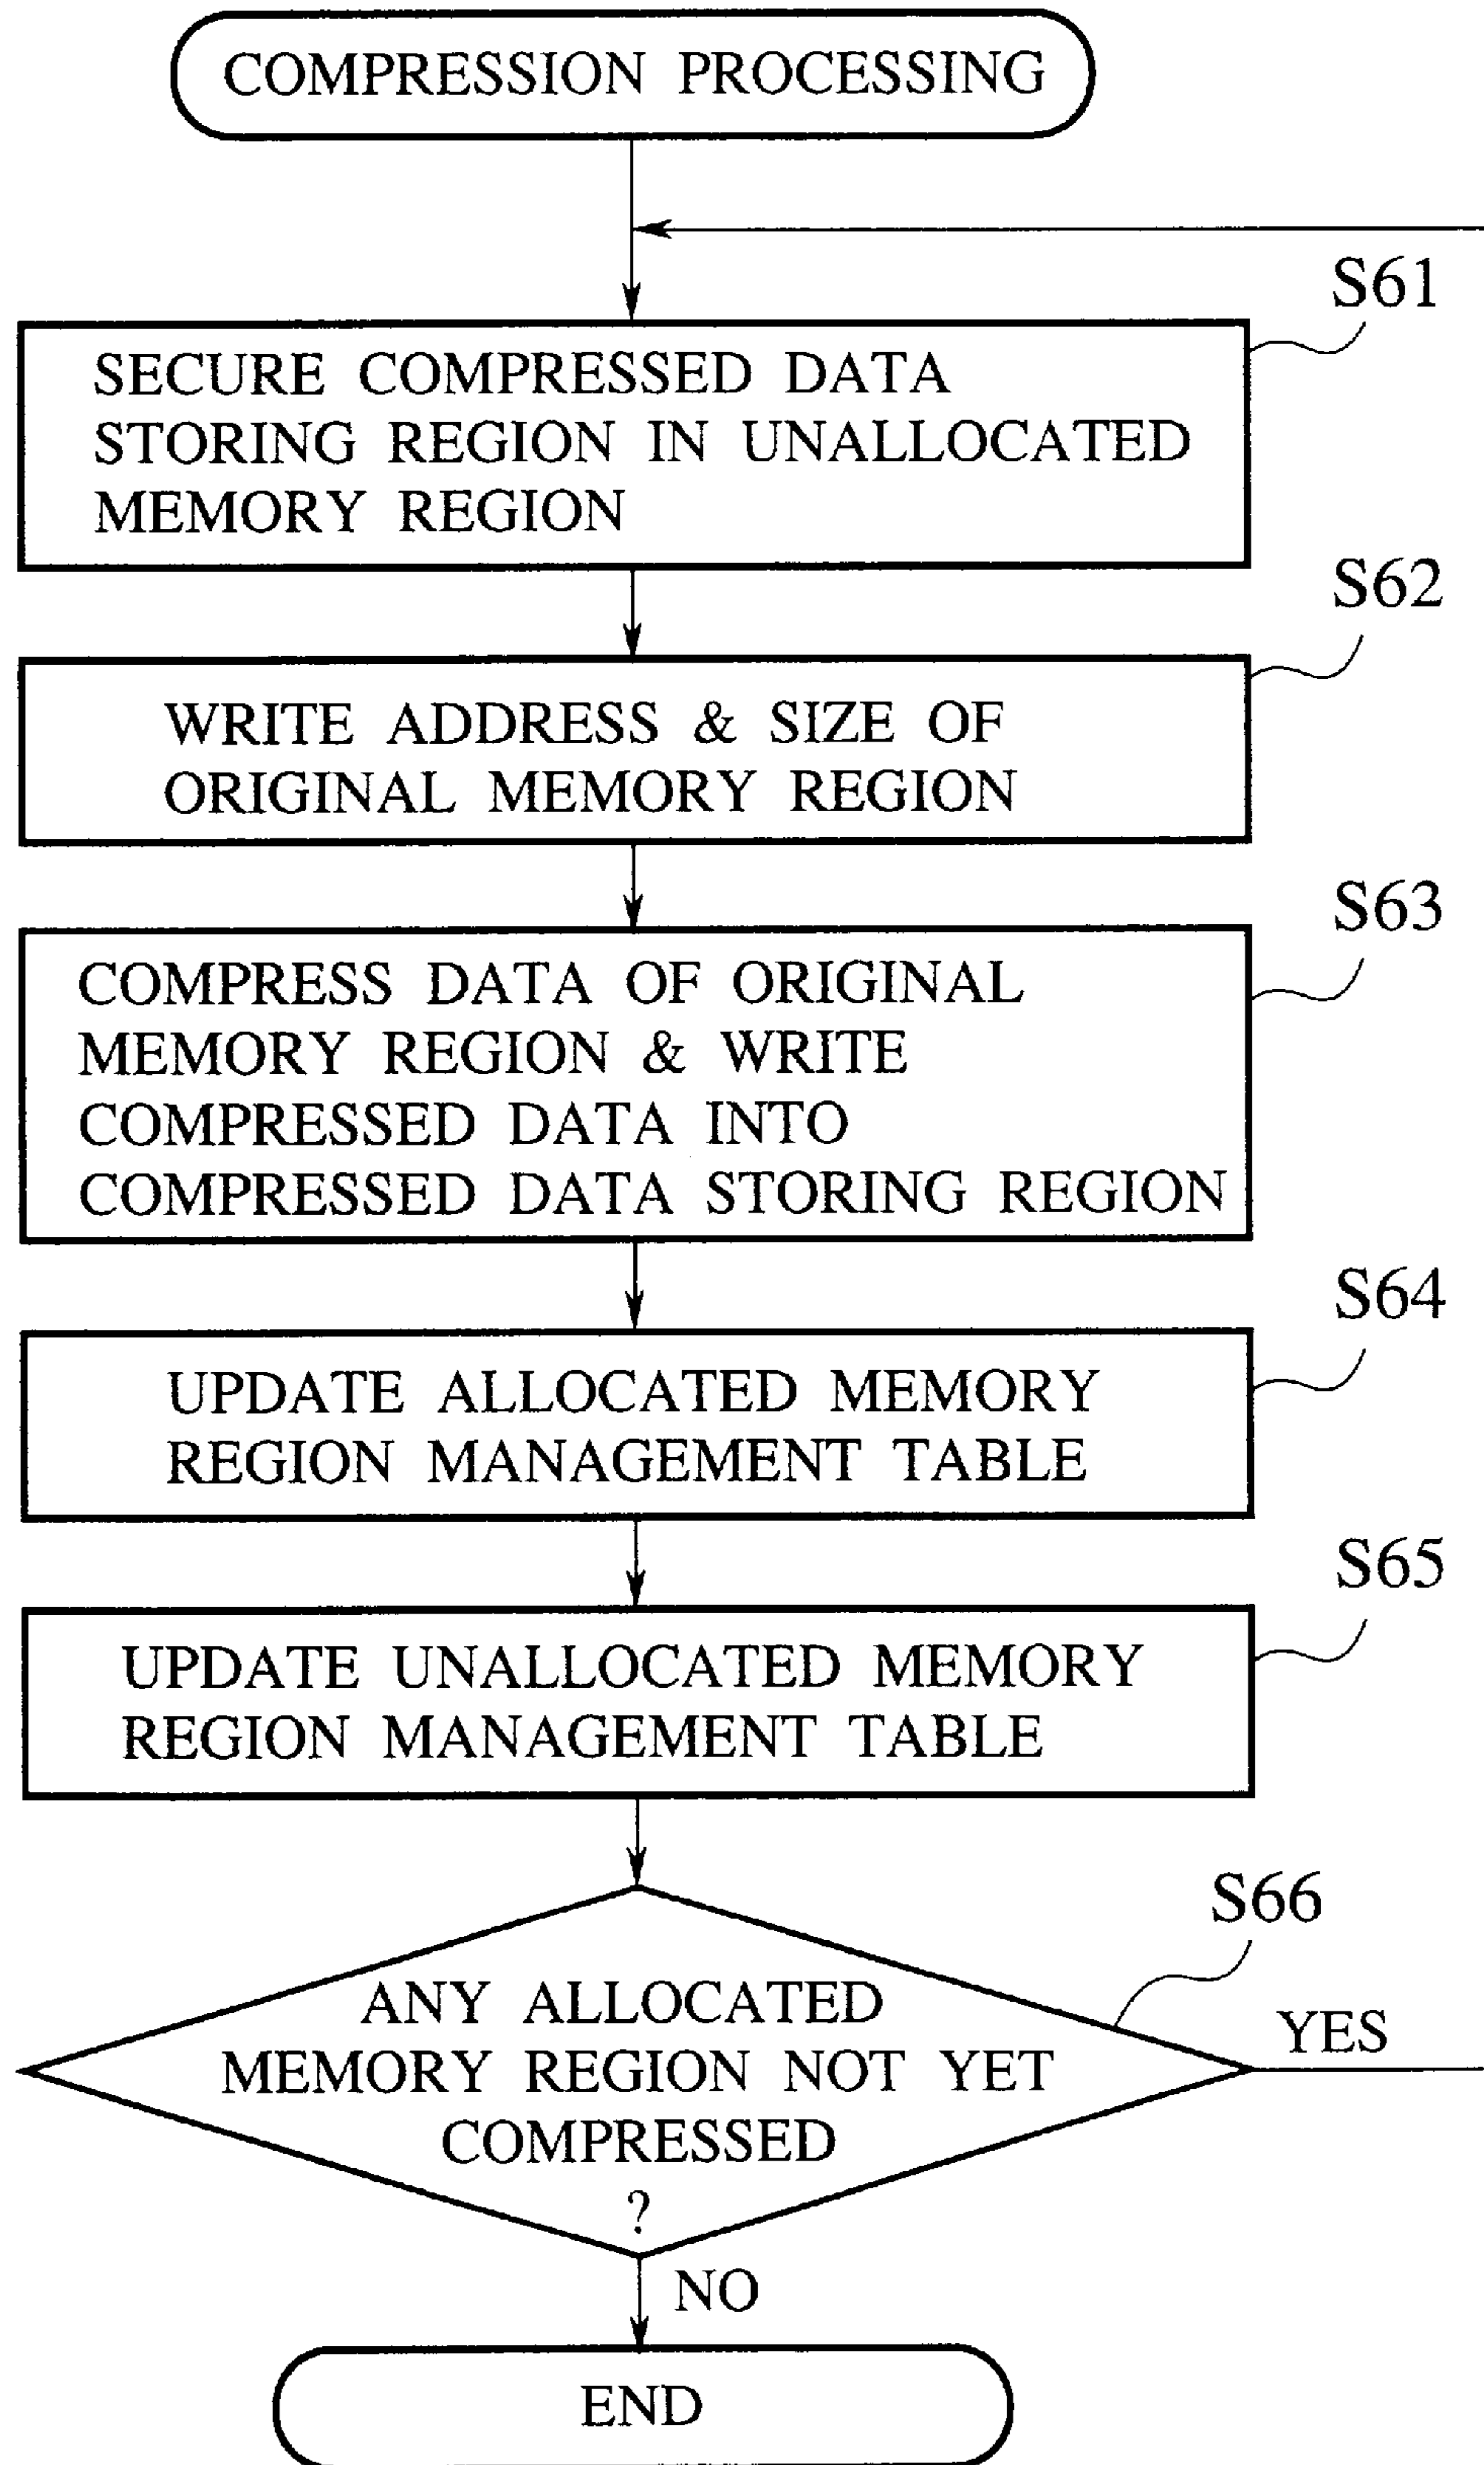 COMPRESSION PROCESSING
S61
SECURE COMPRESSED DATA
STORING REGION IN UNALLOCATED
MEMORY REGION
S62
WRITE ADDRESS & SIZE OF
ORIGINAL MEMORY REGION
S63
COMPRESS DATA OF ORIGINAL
MEMORY REGION & WRITE
COMPRESSED DATA INTO
COMPRESSED DATA STORING REGION
S64
UPDATE ALLOCATED MEMORY
REGION MANAGEMENT TABLE
S65
UPDATE UNALLOCATED MEMORY
REGION MANAGEMENT TABLE
S66
ANY ALLOCATED
MEMORY REGION NOT YET
COMPRESSED
?
YES
NO
END